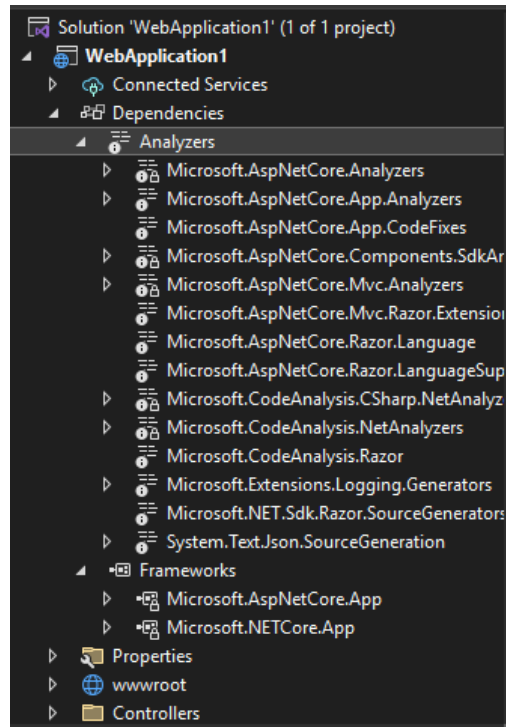 Solution 'WebApplication1' (1 of 1 project)
WebApplication1
Connected Services
Dependencies
Analyzers
Microsoft.AspNetCore.Analyzers
Microsoft.AspNetCore.App.Analyzers
Microsoft.AspNetCore.App.CodeFixes
Microsoft.AspNetCore.Components.SdkAr
Microsoft.AspNetCore.Mvc.Analyzers
Microsoft.AspNetCore.Mvc.Razor.Extension
Microsoft.AspNetCore.Razor.Language
Microsoft.AspNetCore.Razor.LanguageSup
Microsoft.CodeAnalysis.CSharp.NetAnalyz
Microsoft.CodeAnalysis.NetAnalyzers
Microsoft.CodeAnalysis.Razor
Microsoft.Extensions.Logging.Generators
Microsoft.NET.Sdk.Razor.SourceGenerators
System.Text.Json.SourceGeneration
Frameworks
Microsoft.AspNetCore.App
Microsoft.NETCore.App
Properties
wwwroot
Controllers